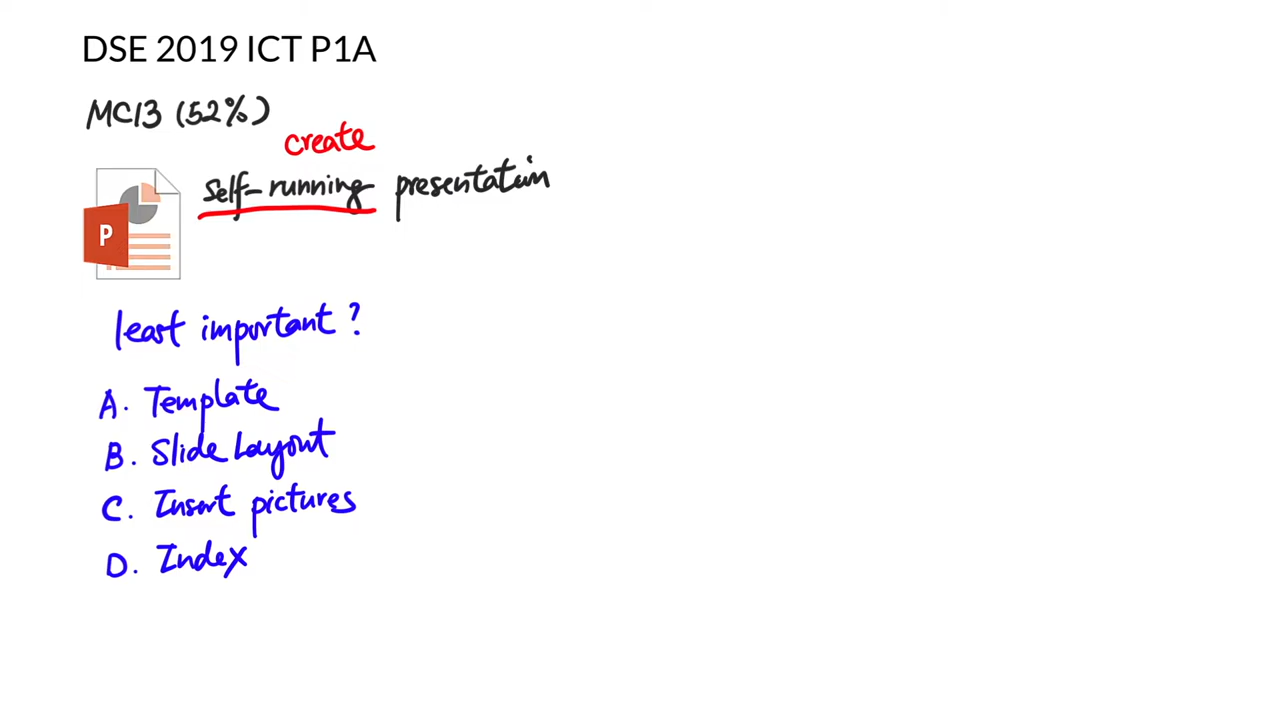 DSE 2019 ICT P1A
MC13 (52%)
create
self-running presentation
P
least important?
A. Template
B. Slide Layout
C. Insert pictures
D. Index